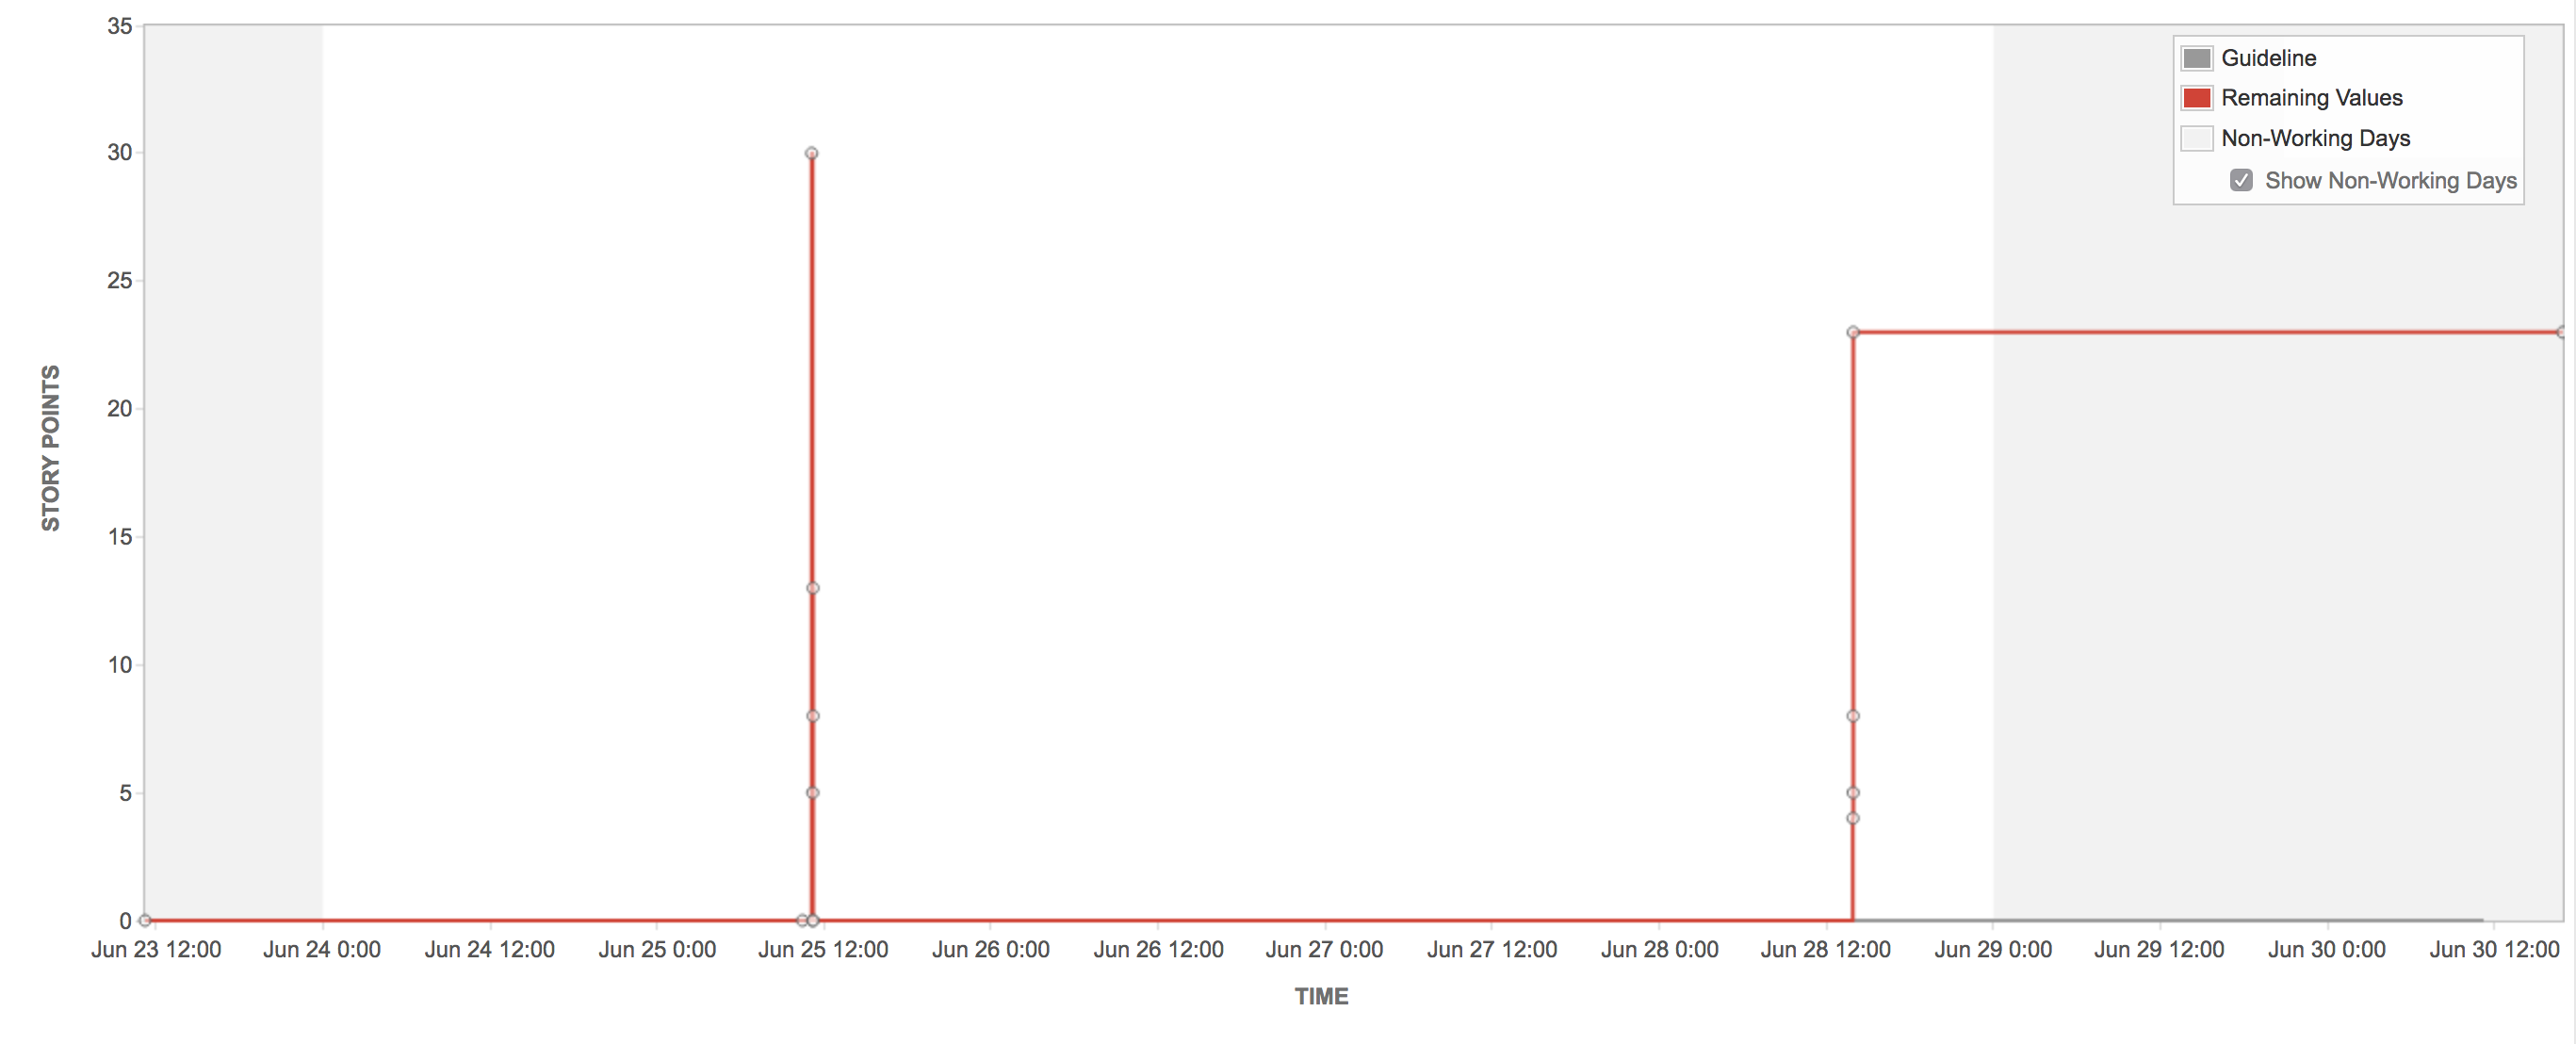 35
30
25
20
15
10
5
0
STORY POINTS
Guideline
Remaining Values
Non-Working Days
Show Non-Working Days
Jun 23 12:00 Jun 24 0:00 Jun 24 12:00 Jun 25 0:00 Jun 25 12:00 Jun 26 0:00 Jun 26 12:00 Jun 27 0:00 Jun 27 12:00 Jun 28 0:00 Jun 28 12:00 Jun 29 0:00 Jun 29 12:00 Jun 30 0:00 Jun 30 12:00
TIME